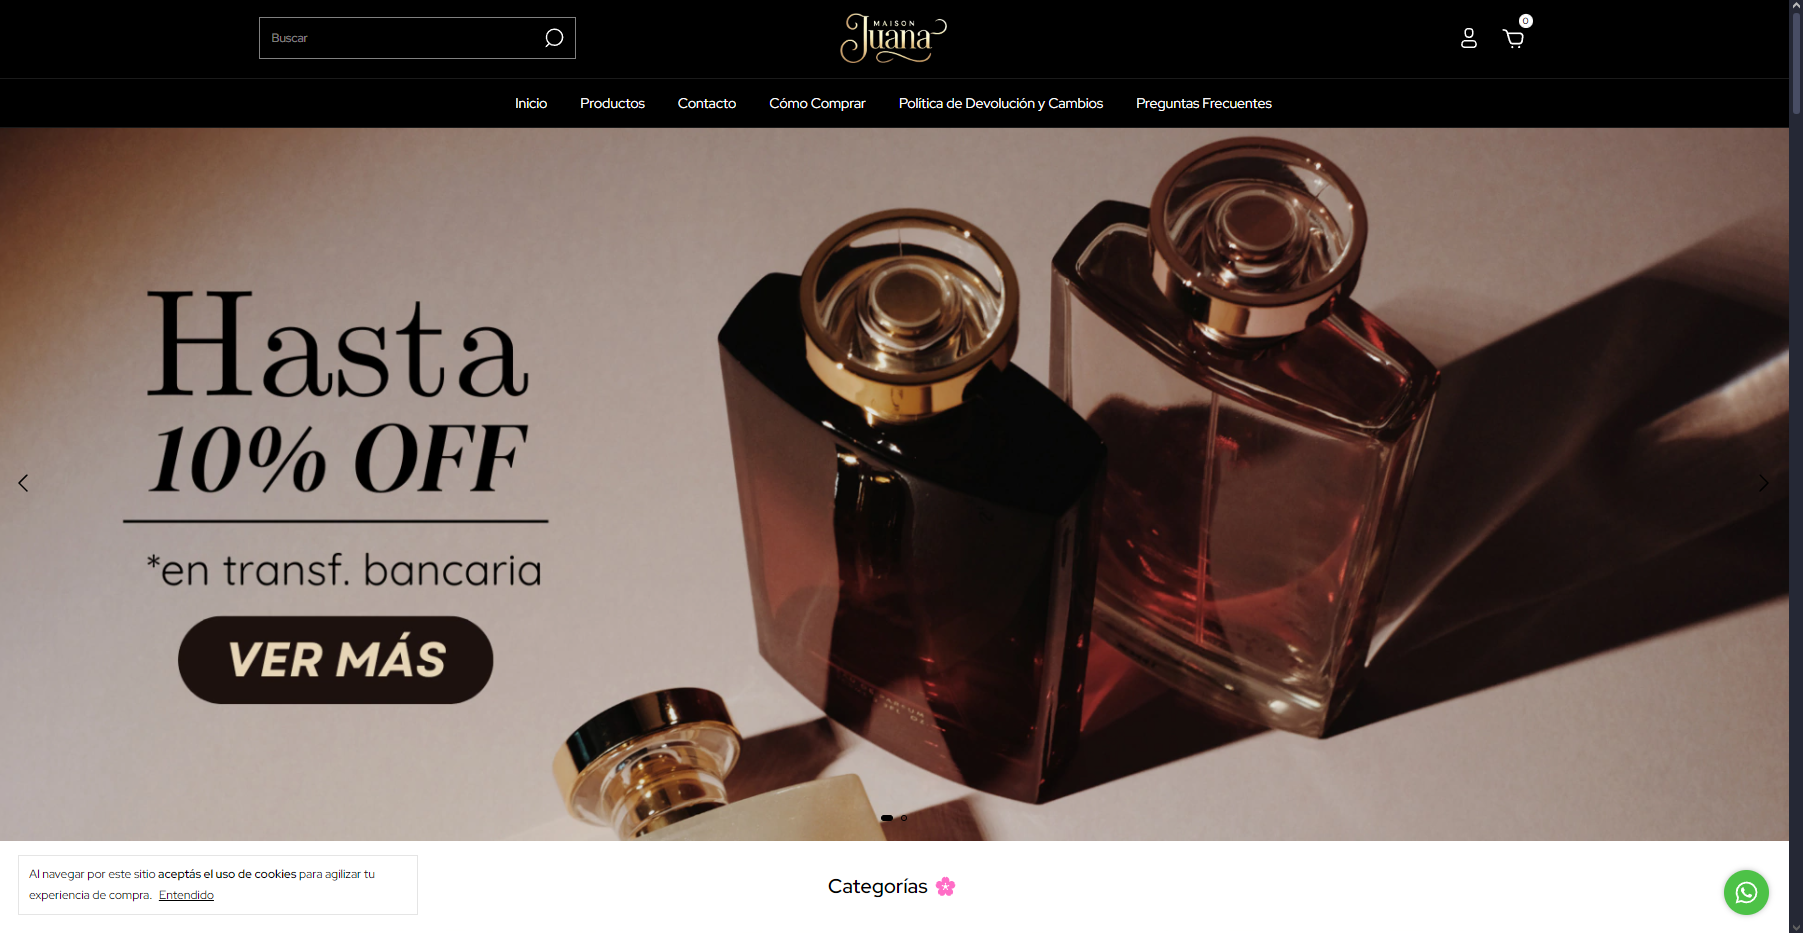 Buscar
MAISON
Juana
0
Inicio
Productos
Contacto
Cómo Comprar
Política de Devolución y Cambios
Preguntas Frecuentes
Hasta
10% OFF
*en transf. bancaria
VER MÁS
Al navegar por este sitio aceptás el uso de cookies para agilizar tu
experiencia de compra. Entendido
Categorías